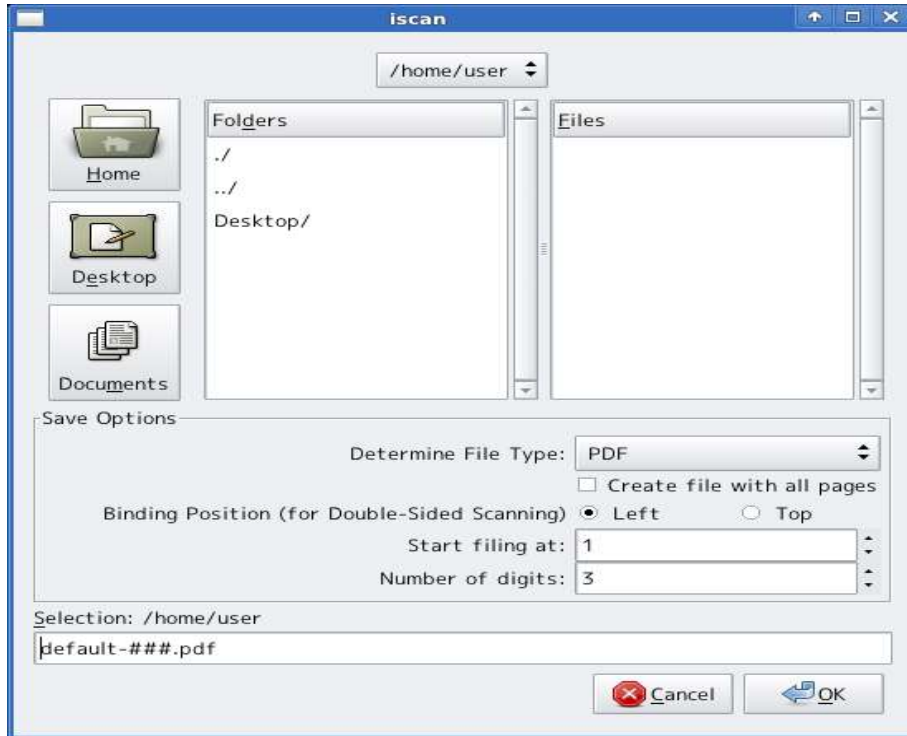 iscan
/home/user
Home
Desktop
Documents
Folders
./
../
Desktop/
Files
Save Options
Determine File Type: PDF
Create file with all pages
Binding Position (for Double-Sided Scanning) Left Top
Start filing at: 1
Number of digits: 3
Selection: /home/user
default-###.pdf
Cancel OK